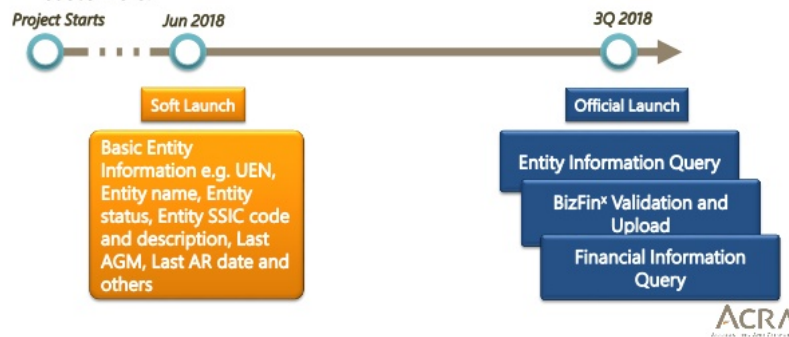 Project Starts
Jun 2018
3Q 2018
Soft Launch
Official Launch
Basic Entity
Information e.g. UEN,
Entity name, Entity
status, Entity SSIC code
and description, Last
AGM, Last AR date and
others
Entity Information Query
BizFinˣ Validation and
Upload
Financial Information
Query
ACRA